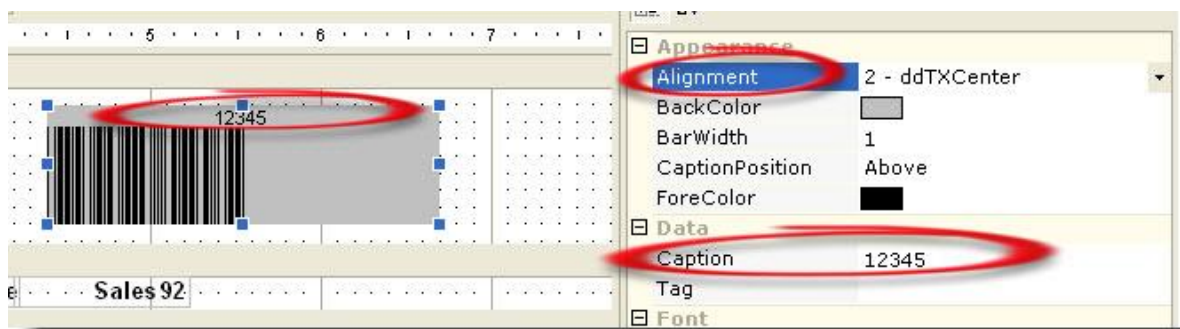 5 6 7
12345
Sales 92
Appearance
Alignment 2 - ddTXCenter
BackColor
BarWidth 1
CaptionPosition Above
ForeColor
Data
Caption 12345
Tag
Font